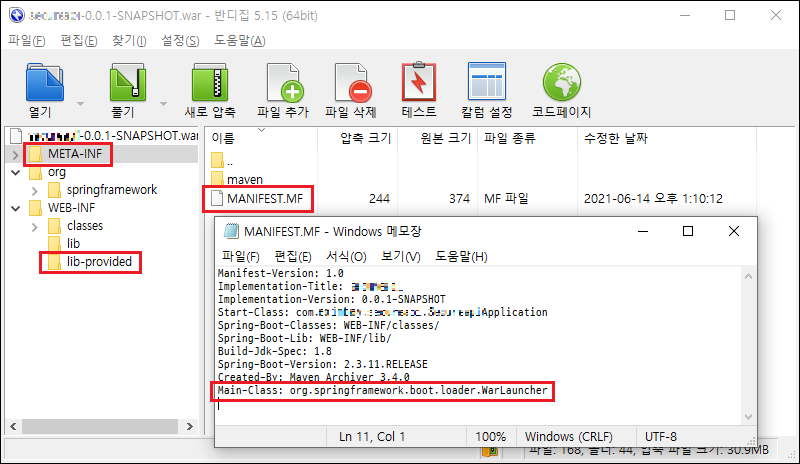 -0.0.1-SNAPSHOT.war - 반디집 5.15 (64bit)
파일(F) 편집(E) 찾기(I) 설정(S) 도움말(A)
열기 풀기 새로 압축 파일 추가 파일 삭제 테스트 칼럼 설정 코드페이지
-0.0.1-SNAPSHOT.war
META-INF
org
springframework
WEB-INF
classes
lib
lib-provided
이름 압축 크기 원본 크기 파일 종류 수정한 날짜
..
maven
MANIFEST.MF 244 374 MF 파일 2021-06-14 오후 1:10:12
MANIFEST.MF - Windows 메모장
파일(F) 편집(E) 서식(O) 보기(V) 도움말(H)
Manifest-Version: 1.0
Implementation-Title:
Implementation-Version: 0.0.1-SNAPSHOT
Start-Class: com. Application
Spring-Boot-Classes: WEB-INF/classes/
Spring-Boot-Lib: WEB-INF/lib/
Build-Jdk-Spec: 1.8
Spring-Boot-Version: 2.3.11.RELEASE
Created-By: Maven Archiver 3.4.0
Main-Class: org.springframework.boot.loader.WarLauncher
Ln 11, Col 1 100% Windows (CRLF) UTF-8
파일: 168, 폴더: 44, 압축 파일 크기: 30.9MB